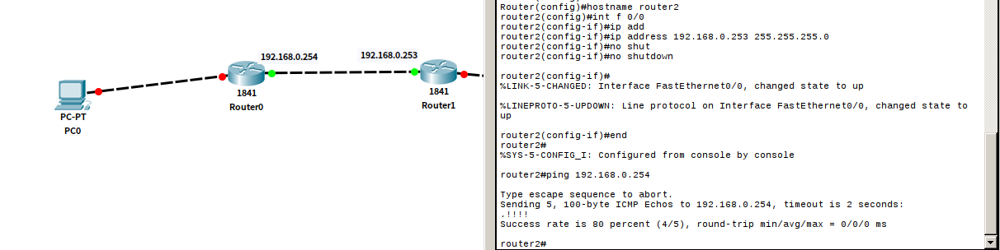 192.168.0.254
192.168.0.253
PC-PT
PC0
1841
Router0
1841
Router1
Router(config)#hostname router2
router2(config)#int f 0/0
router2(config-if)#ip add
router2(config-if)#ip address 192.168.0.253 255.255.255.0
router2(config-if)#no shut
router2(config-if)#no shutdown
router2(config-if)#
%LINK-5-CHANGED: Interface FastEthernet0/0, changed state to up
%LINEPROTO-5-UPDOWN: Line protocol on Interface FastEthernet0/0, changed state to
up
router2(config-if)#end
router2#
%SYS-5-CONFIG_I: Configured from console by console
router2#ping 192.168.0.254
Type escape sequence to abort.
Sending 5, 100-byte ICMP Echos to 192.168.0.254, timeout is 2 seconds:
.!!!!
Success rate is 80 percent (4/5), round-trip min/avg/max = 0/0/0 ms
router2#